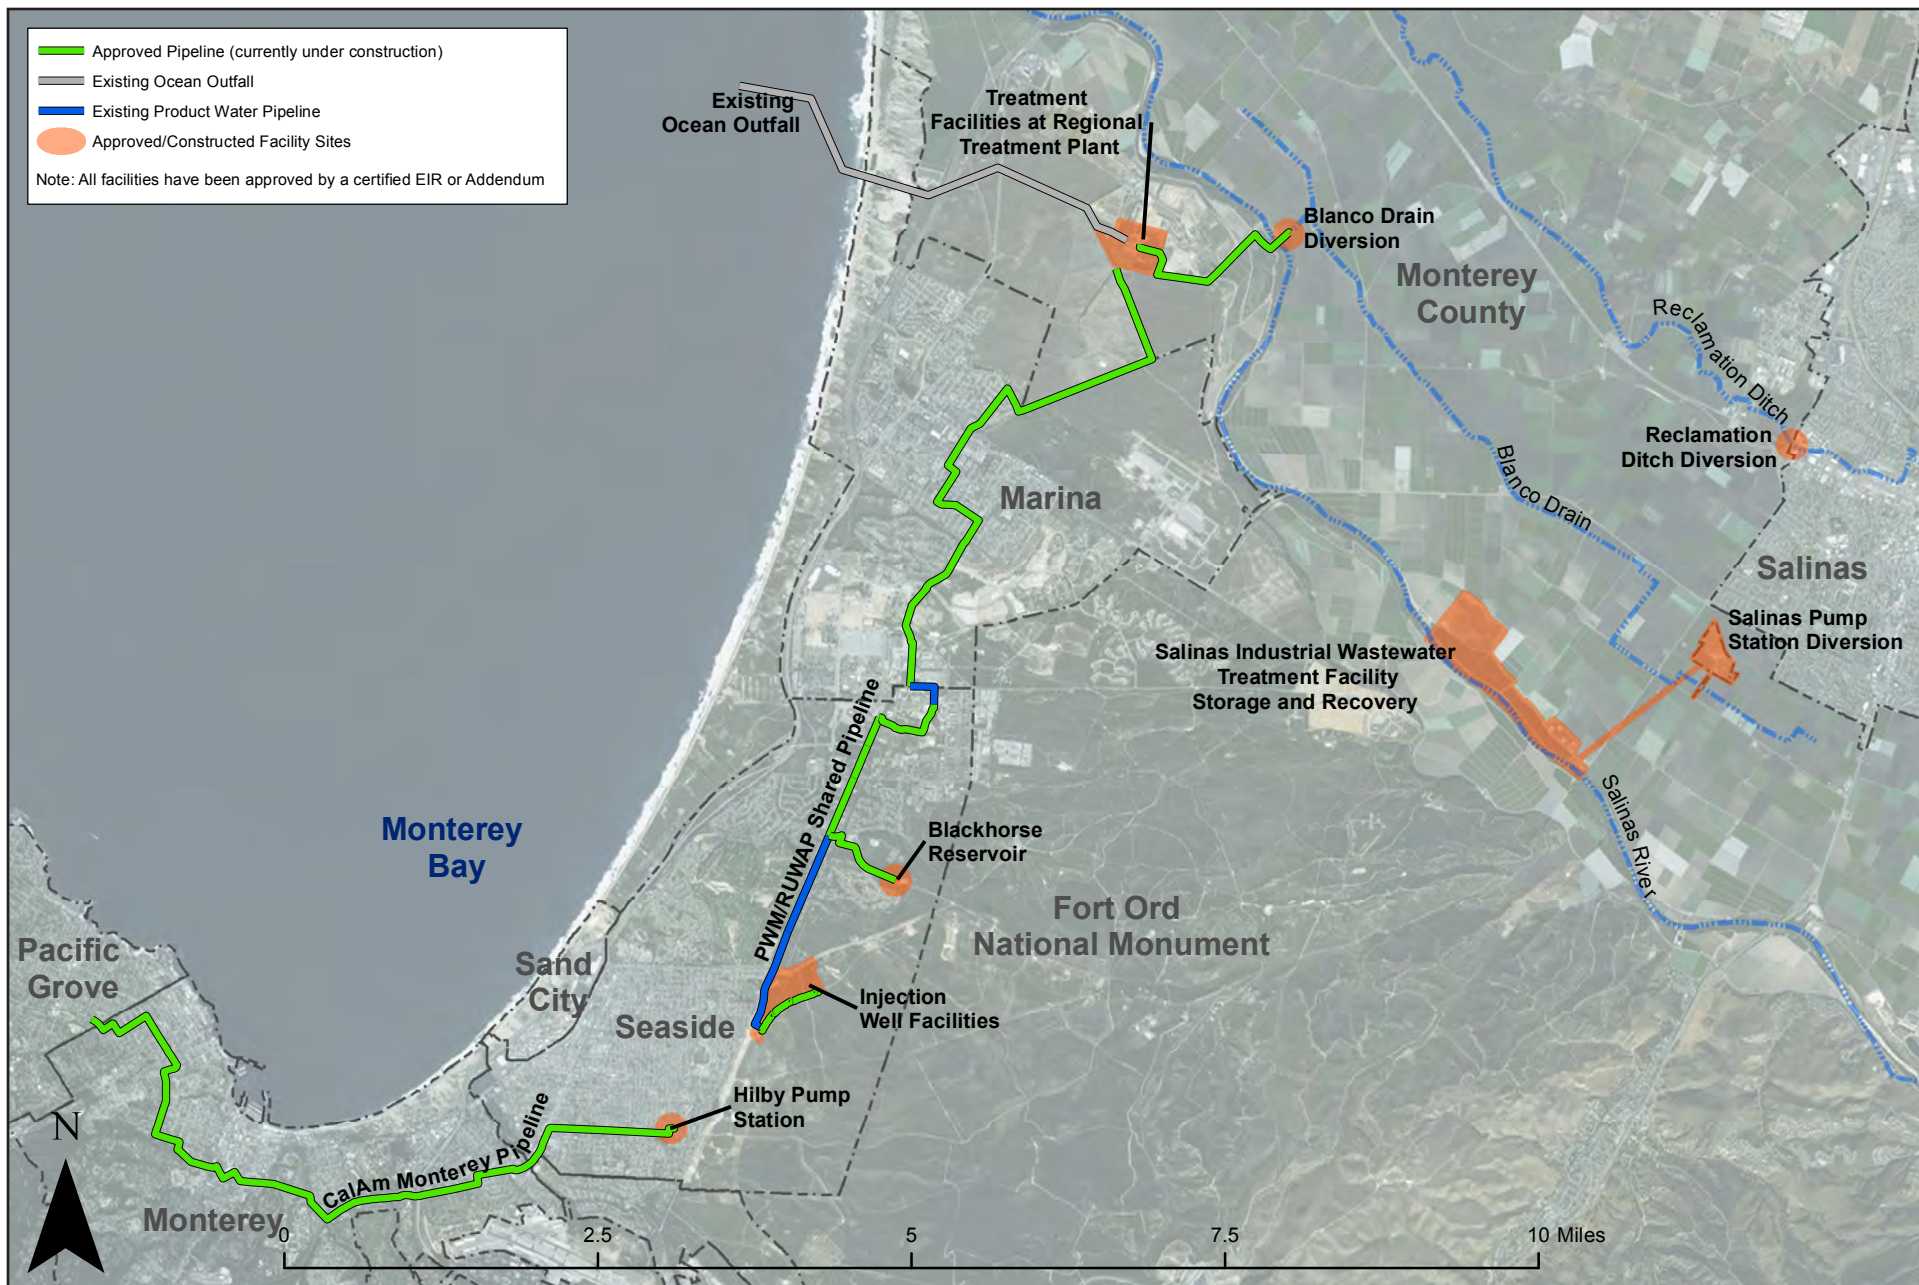 Approved Pipeline (currently under construction)
Existing Ocean Outfall
Existing Product Water Pipeline
Approved/Constructed Facility Sites
Note: All facilities have been approved by a certified EIR or Addendum
Existing
Ocean Outfall
Treatment
Facilities at Regional
Treatment Plant
Blanco Drain
Diversion
Monterey
County
Reclamation Ditch
Reclamation
Ditch Diversion
Marina
Blanco Drain
Salinas
Salinas Pump
Station Diversion
Salinas Industrial Wastewater
Treatment Facility
Storage and Recovery
PWM/RUWAP Shared Pipeline
Salinas River
Monterey
Bay
Blackhorse
Reservoir
Fort Ord
National Monument
Pacific
Grove
Sand
City
Injection
Well Facilities
Seaside
Hilby Pump
Station
CalAm Monterey Pipeline
N
Monterey
0
2.5
5
7.5
10 Miles